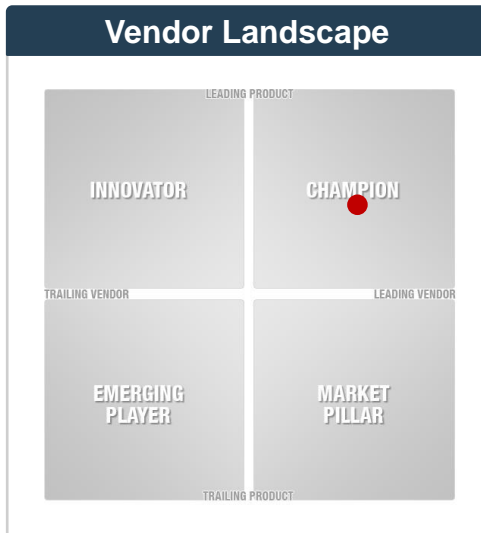 Vendor Landscape
LEADING PRODUCT
INNOVATOR
CHAMPION
TRAILING VENDOR
LEADING VENDOR
EMERGING
PLAYER
MARKET
PILLAR
TRAILING PRODUCT